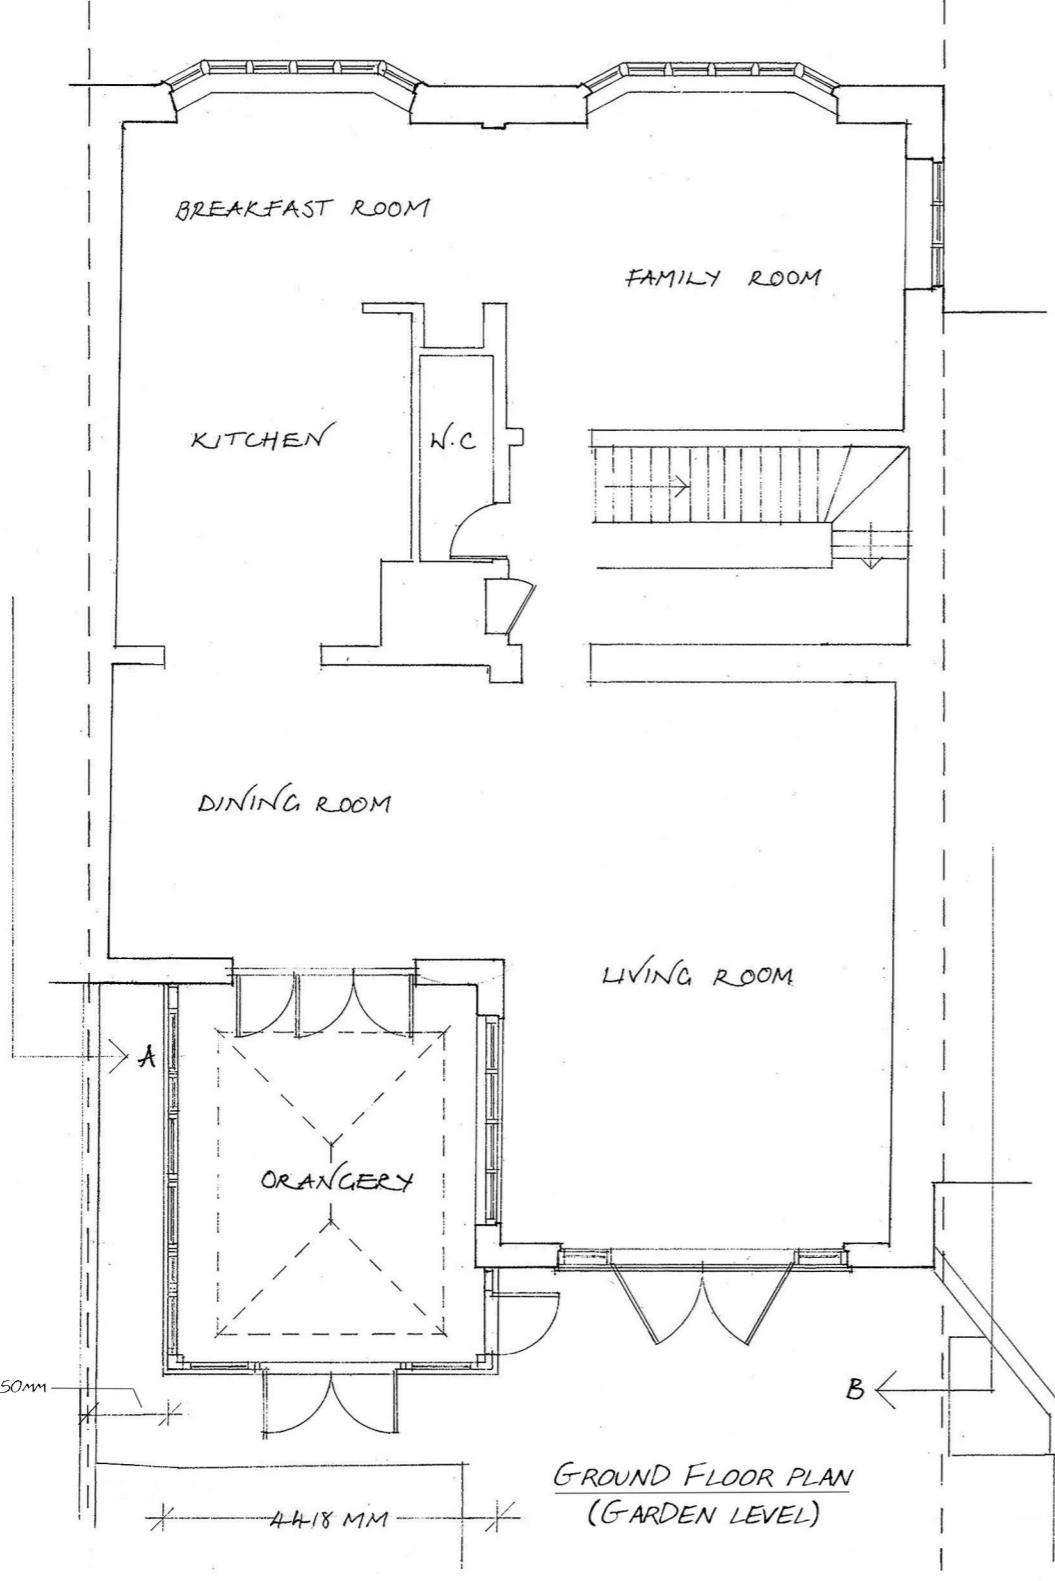 BREAKFAST ROOM
FAMILY ROOM
KITCHEN
W.C
DINING ROOM
LIVING ROOM
A
ORANGERY
50MM
B
GROUND FLOOR PLAN
(GARDEN LEVEL)
4418 MM